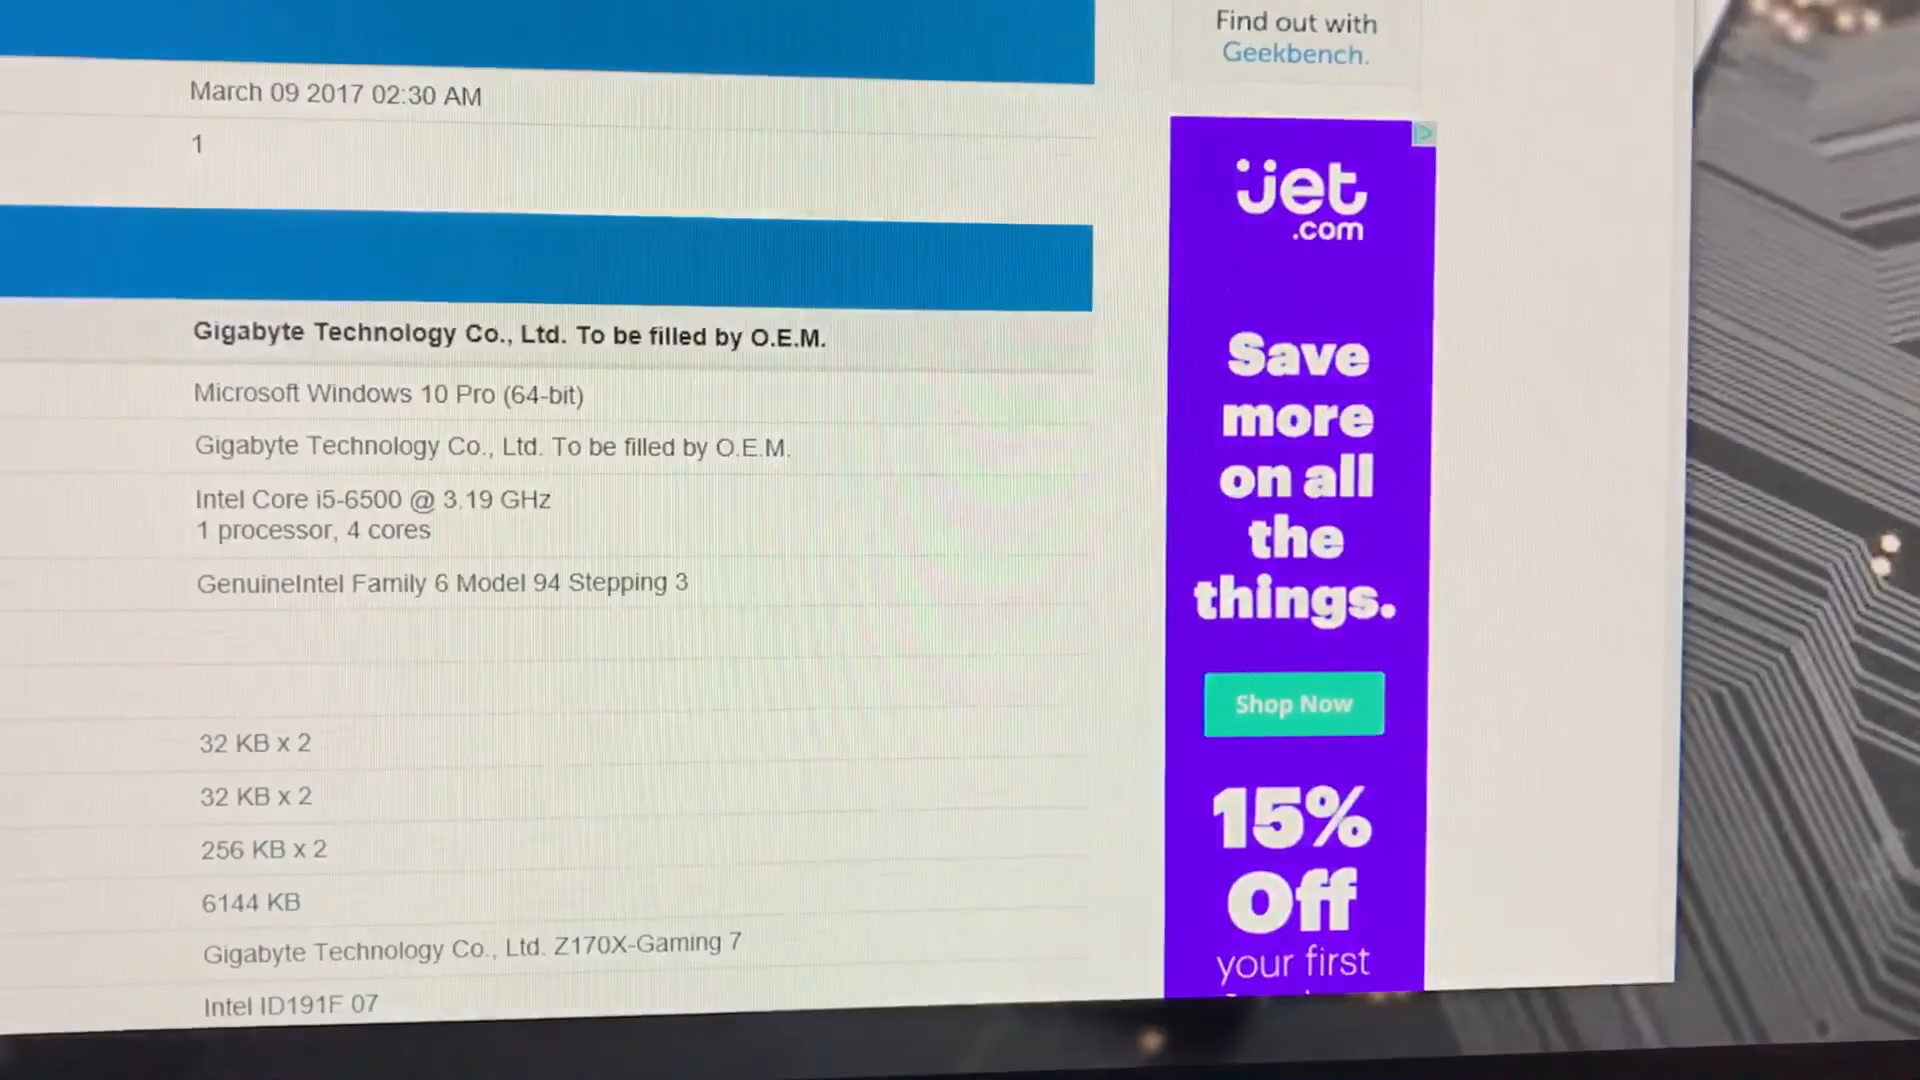 Find out with
Geekbench.
March 09 2017 02:30 AM
1
Gigabyte Technology Co., Ltd. To be filled by O.E.M.
Microsoft Windows 10 Pro (64-bit)
Gigabyte Technology Co., Ltd. To be filled by O.E.M.
Intel Core i5-6500 @ 3.19 GHz
1 processor, 4 cores
GenuineIntel Family 6 Model 94 Stepping 3
32 KB x 2
32 KB x 2
256 KB x 2
6144 KB
Gigabyte Technology Co., Ltd. Z170X-Gaming 7
Intel ID191F 07
jet
.com
Save
more
on all
the
things.
Shop Now
15%
Off
your first